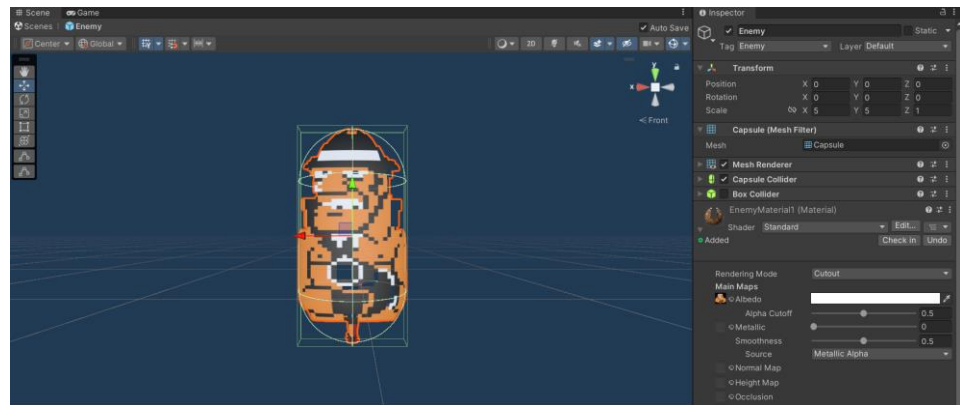 Scene Game
Scenes Enemy Auto Save
Center Global 2D
Y
X
Front
Inspector
Enemy Static
Tag Enemy Layer Default
Transform
Position X 0 Y 0 Z 0
Rotation X 0 Y 0 Z 0
Scale X 5 Y 5 Z 1
Capsule (Mesh Filter)
Mesh Capsule
Mesh Renderer
Capsule Collider
Box Collider
EnemyMaterial1 (Material)
Shader Standard Edit...
Added Check in Undo
Rendering Mode Cutout
Main Maps
Albedo
Alpha Cutoff 0.5
Metallic 0
Smoothness 0.5
Source Metallic Alpha
Normal Map
Height Map
Occlusion